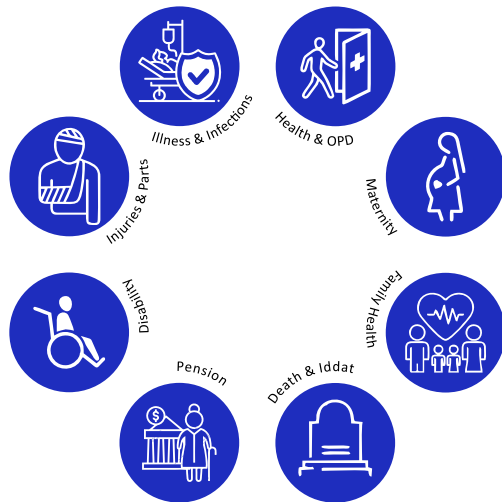 Illness & Infections
Health & OPD
Injuries & Parts
Maternity
Disability
Family Health
Pension
Death & Iddat
$